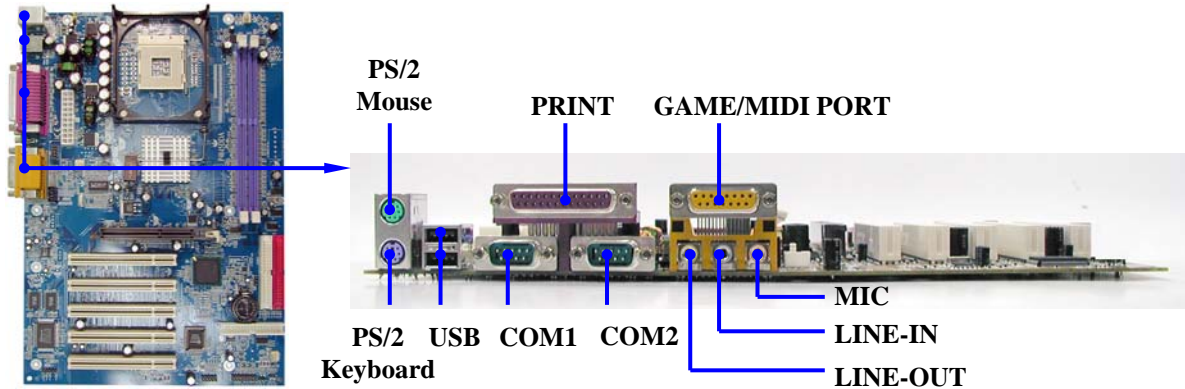 PS/2
Mouse
PRINT
GAME/MIDI PORT
PS/2
Keyboard
USB
COM1
COM2
MIC
LINE-IN
LINE-OUT